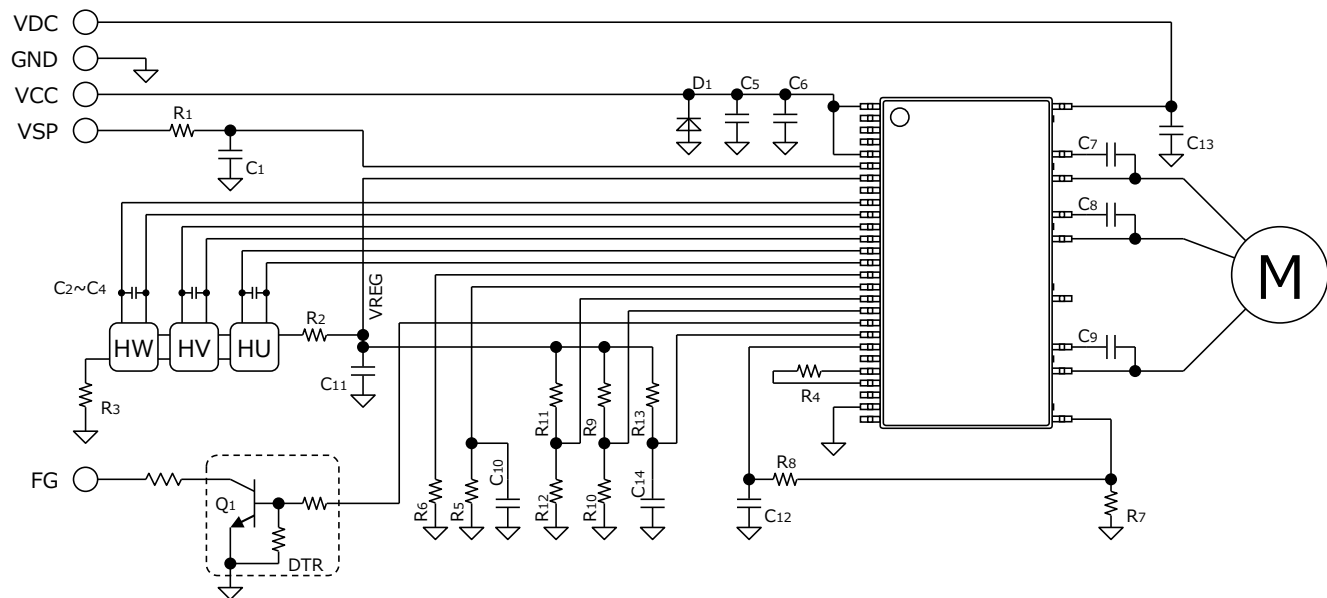 VDC
GND
VCC
VSP
R1
C1
D1
C5
C6
C13
C7
C8
C9
M
C2~C4
HW
HV
HU
R2
VREG
R3
C11
R11
R9
R13
R4
FG
Q1
DTR
R6
R5
C10
R12
R10
C14
C12
R8
R7